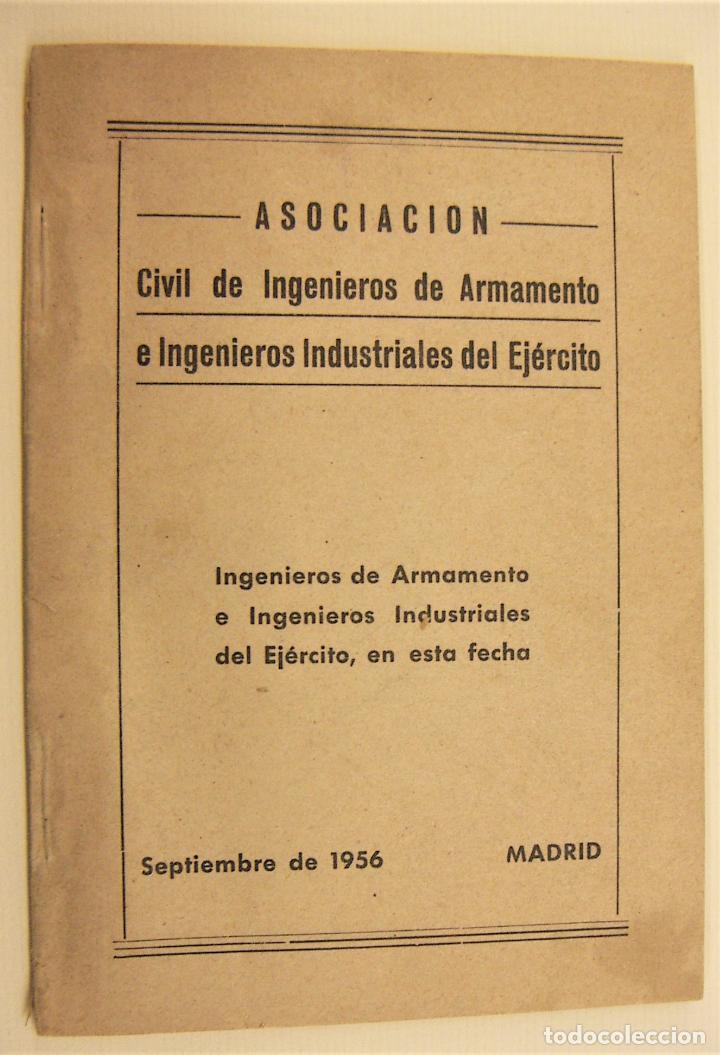 ASOCIACION
Civil de Ingenieros de Armamento
e Ingenieros Industriales del Ejército
Ingenieros de Armamento
e Ingenieros Industriales
del Ejército, en esta fecha
Septiembre de 1956 MADRID
todocoleccion